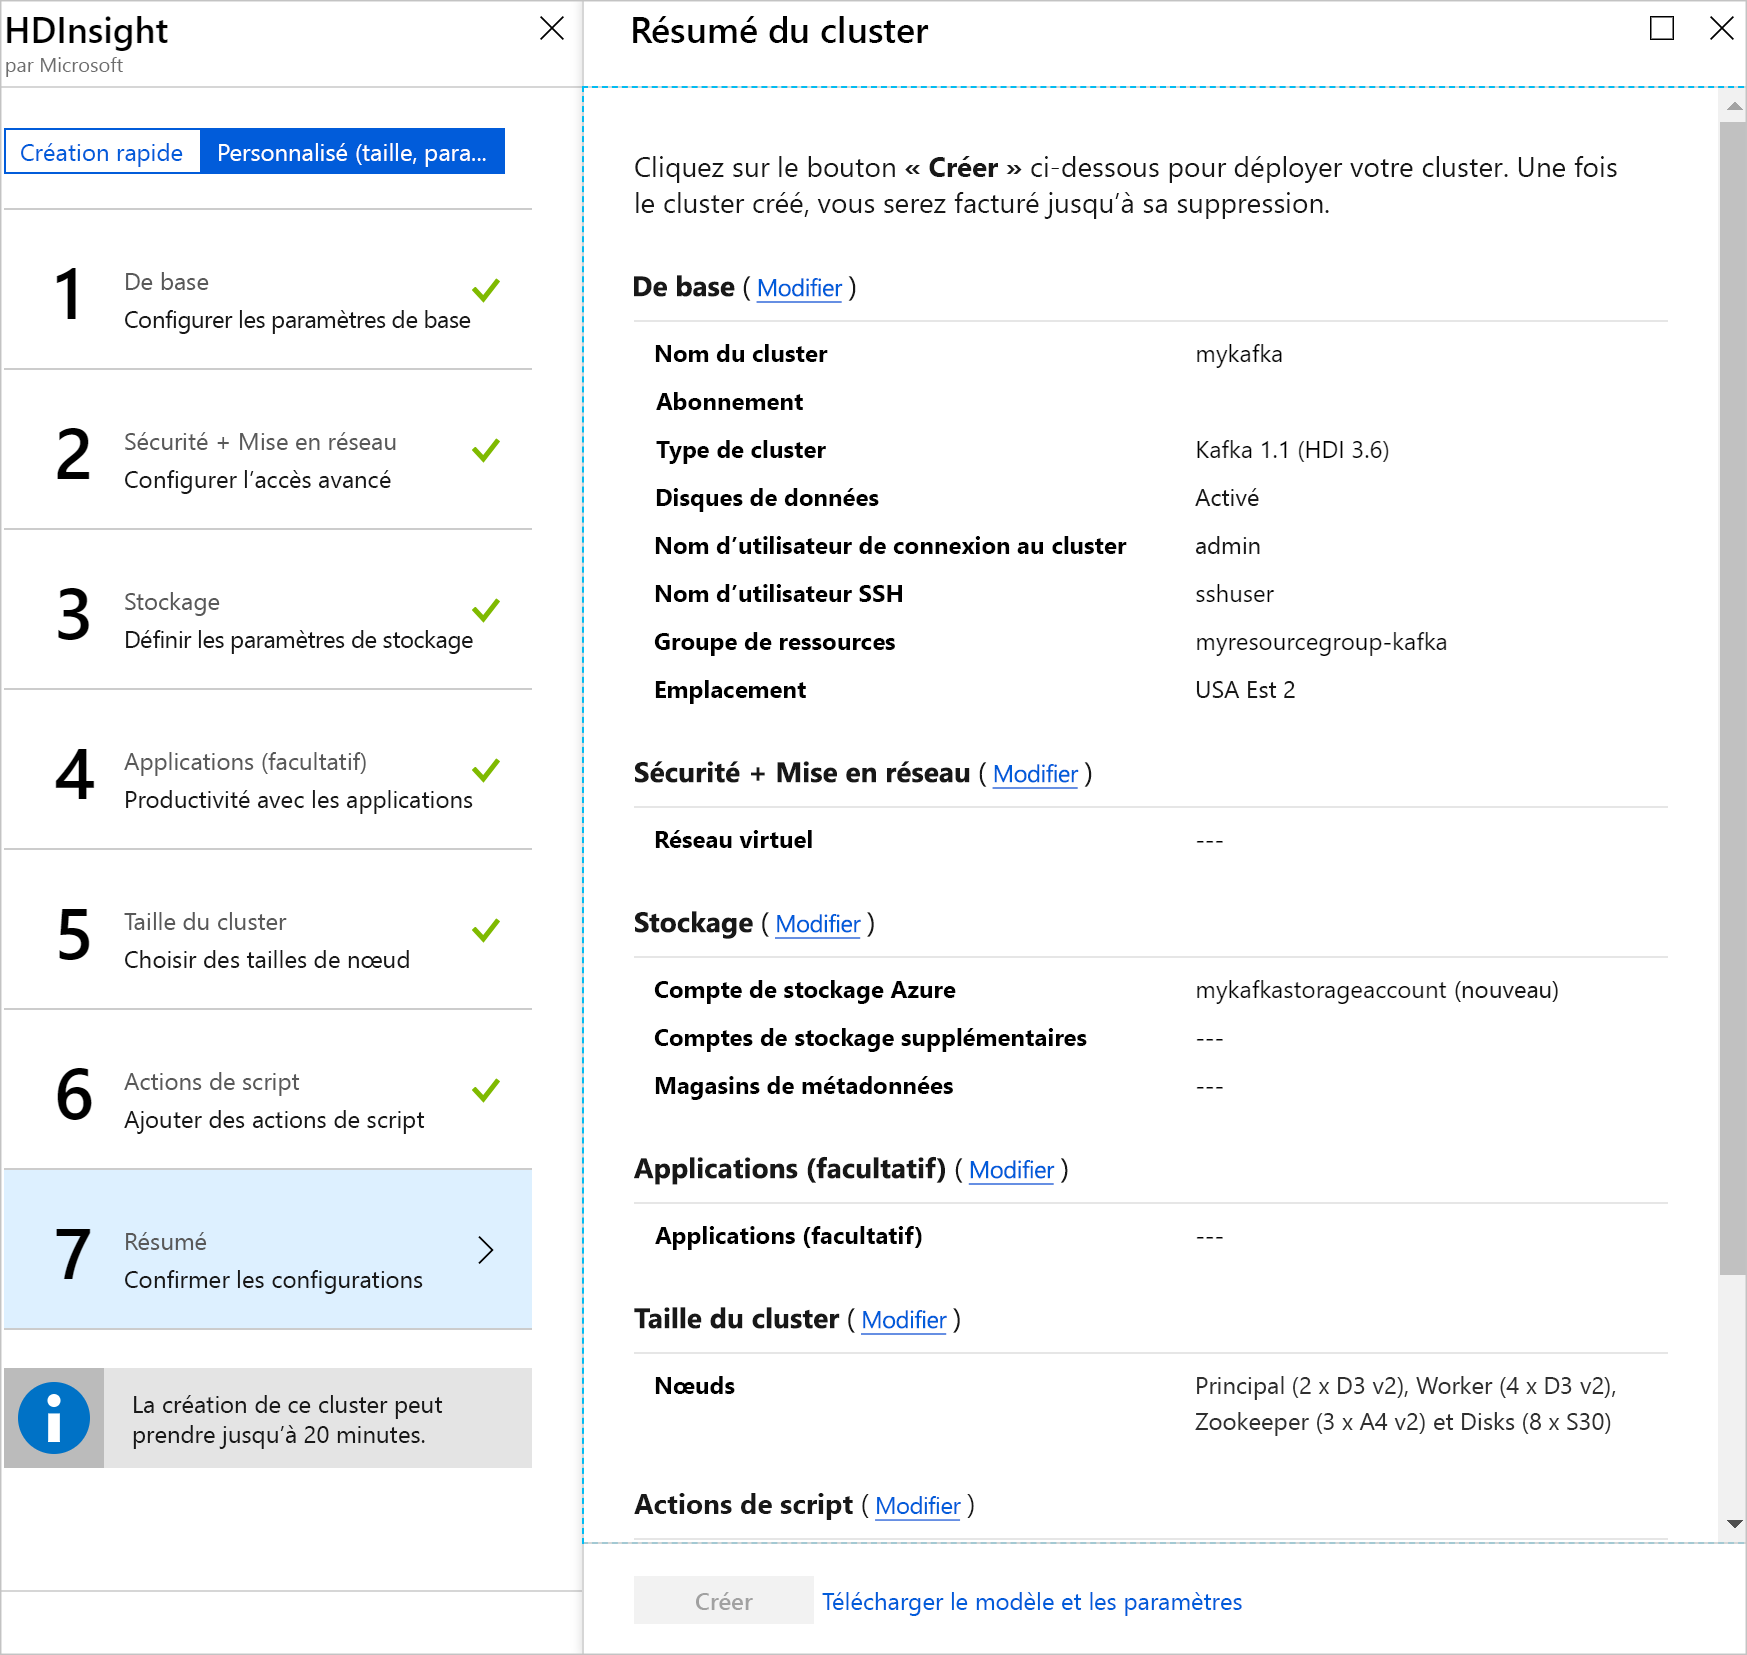 HDInsight
par Microsoft
Création rapide
Personnalisé (taille, para...
1
De base
Configurer les paramètres de base
2
Sécurité + Mise en réseau
Configurer l’accès avancé
3
Stockage
Définir les paramètres de stockage
4
Applications (facultatif)
Productivité avec les applications
5
Taille du cluster
Choisir des tailles de nœud
6
Actions de script
Ajouter des actions de script
7
Résumé
Confirmer les configurations
La création de ce cluster peut
prendre jusqu’à 20 minutes.
Résumé du cluster
Cliquez sur le bouton « Créer » ci-dessous pour déployer votre cluster. Une fois
le cluster créé, vous serez facturé jusqu’à sa suppression.
De base ( Modifier )
Nom du cluster mykafka
Abonnement
Type de cluster Kafka 1.1 (HDI 3.6)
Disques de données Activé
Nom d’utilisateur de connexion au cluster admin
Nom d’utilisateur SSH sshuser
Groupe de ressources myresourcegroup-kafka
Emplacement USA Est 2
Sécurité + Mise en réseau ( Modifier )
Réseau virtuel ---
Stockage ( Modifier )
Compte de stockage Azure mykafkastorageaccount (nouveau)
Comptes de stockage supplémentaires ---
Magasins de métadonnées ---
Applications (facultatif) ( Modifier )
Applications (facultatif) ---
Taille du cluster ( Modifier )
Nœuds Principal (2 x D3 v2), Worker (4 x D3 v2),
Zookeeper (3 x A4 v2) et Disks (8 x S30)
Actions de script ( Modifier )
Créer
Télécharger le modèle et les paramètres